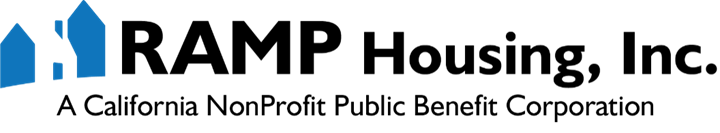 RAMP Housing, Inc.
A California NonProfit Public Benefit Corporation